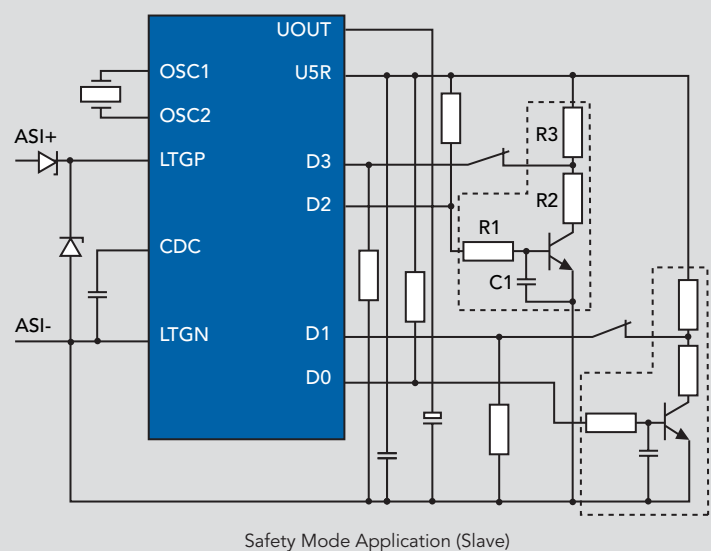 UOUT
OSC1
U5R
OSC2
ASI+
LTGP
D3
R3
D2
R2
R1
CDC
C1
ASI-
LTGN
D1
D0
Safety Mode Application (Slave)